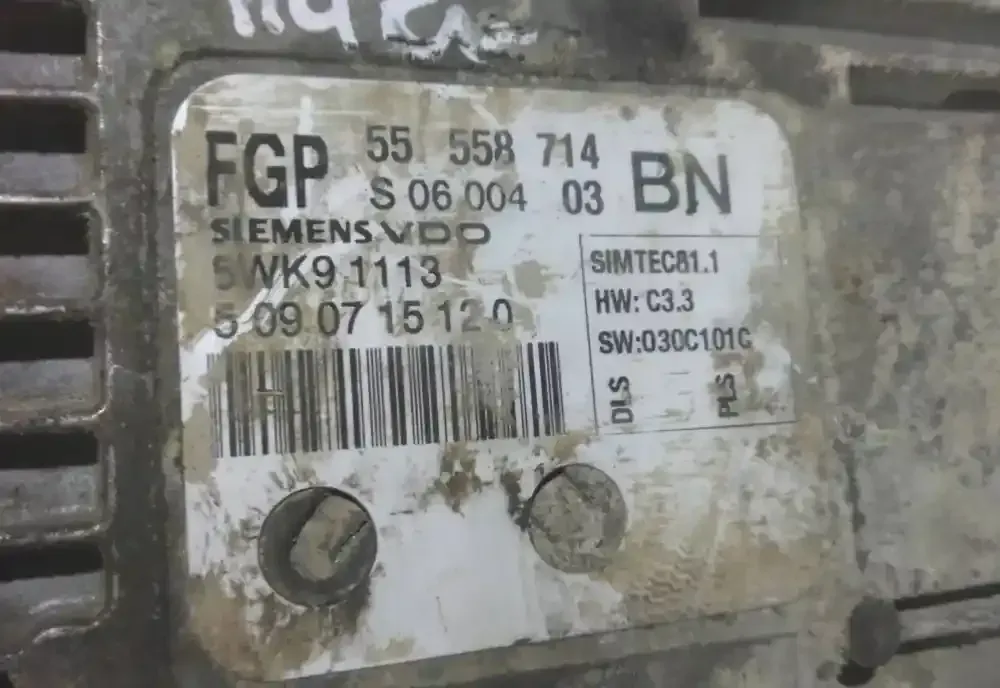 FGP 55 558 714 BN
S 06 004 03
SIEMENS VDO
5WK9 1113
5 09 07 15 12 0
SIMTEC81.1
HW: C3.3
SW:030C101C
DLS PLS